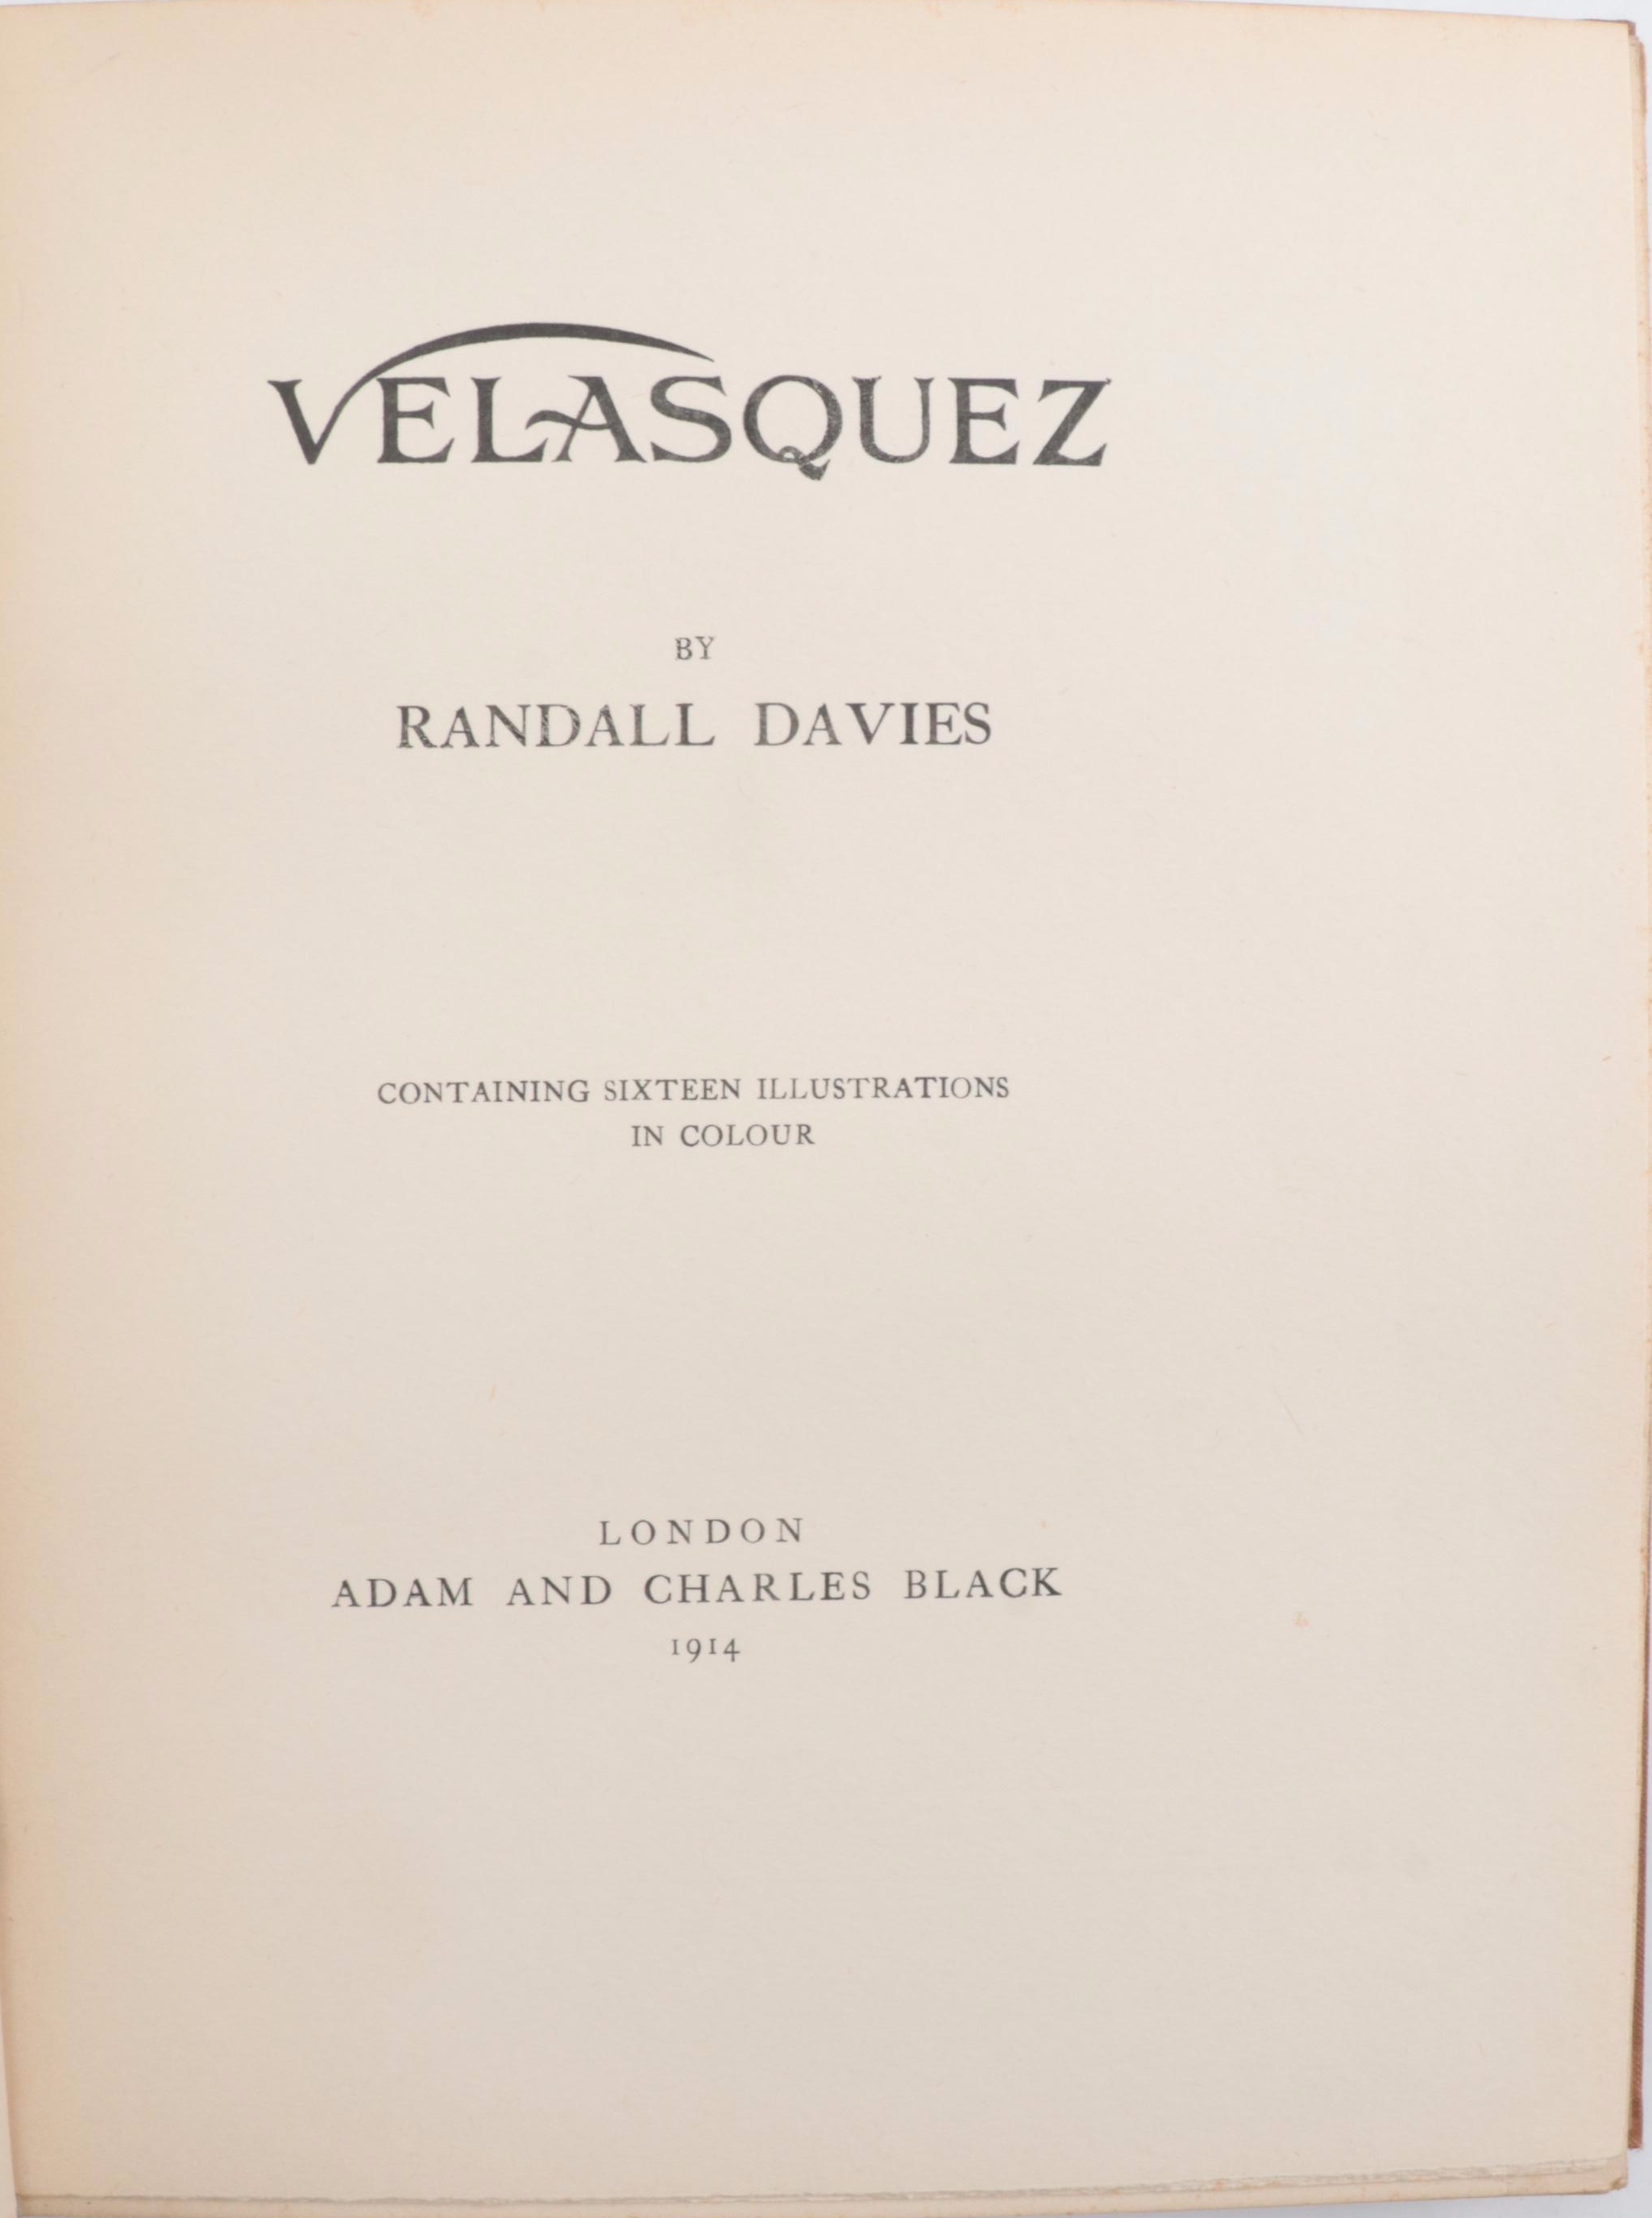 VELASQUEZ
BY
RANDALL DAVIES
CONTAINING SIXTEEN ILLUSTRATIONS
IN COLOUR
LONDON
ADAM AND CHARLES BLACK
1914